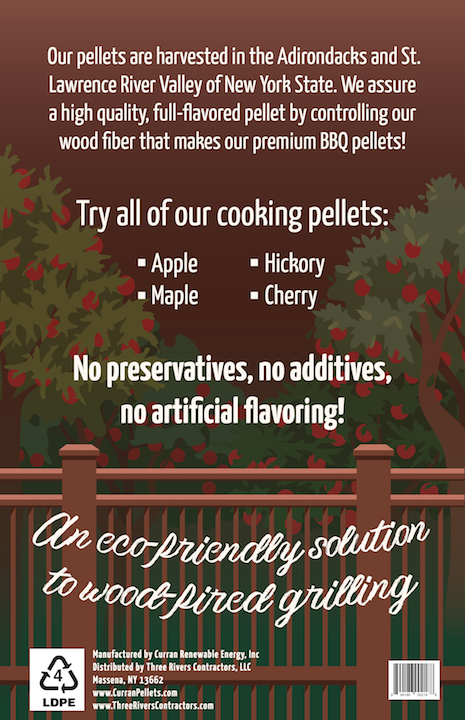 Our pellets are harvested in the Adirondacks and St.
Lawrence River Valley of New York State. We assure
a high quality, full-flavored pellet by controlling our
wood fiber that makes our premium BBQ pellets!
Try all of our cooking pellets:
▪ Apple ▪ Hickory
▪ Maple ▪ Cherry
No preservatives, no additives,
no artificial flavoring!
An eco-friendly solution
to wood-fired grilling
4
LDPE
Manufactured by Curran Renewable Energy, Inc
Distributed by Three Rivers Contractors, LLC
Massena, NY 13662
www.CurranPellets.com
www.ThreeRiversContractors.com